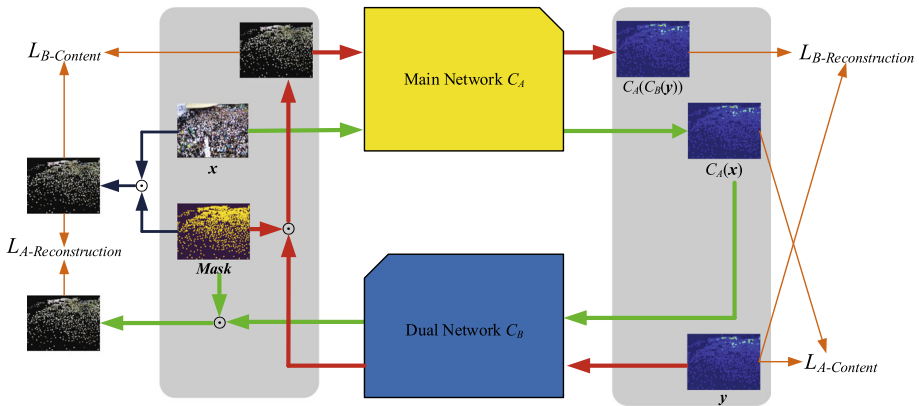 L_B-Content
Main Network C_A
C_A(C_B(y))
L_B-Reconstruction
x
C_A(x)
L_A-Reconstruction
Mask
Dual Network C_B
y
L_A-Content